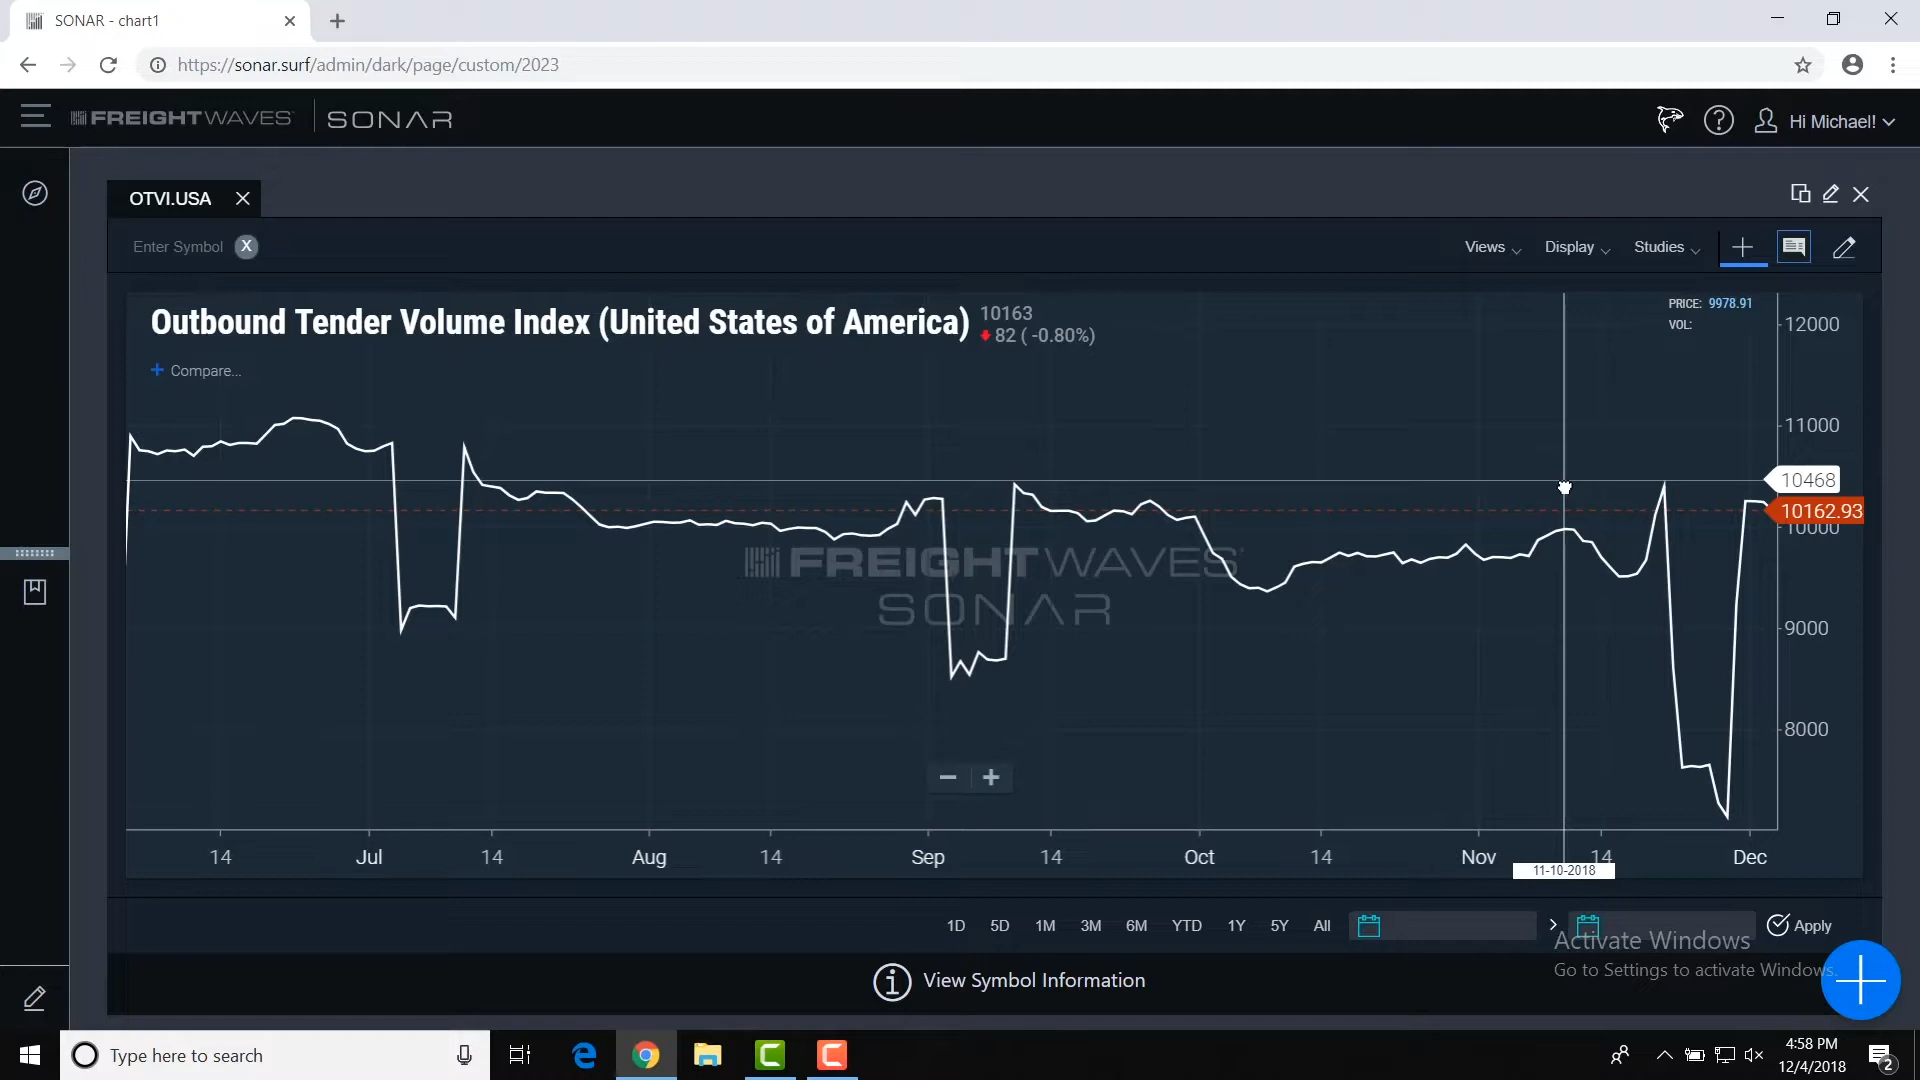 SONAR - chart1
https://sonar.surf/admin/dark/page/custom/2023
FREIGHTWAVES SONAR
Hi Michael!
OTVI.USA
Enter Symbol X
Views Display Studies
Outbound Tender Volume Index (United States of America) 10163
82 ( -0.80%)
PRICE: 9978.91
VOL:
+ Compare...
12000
11000
10468
10162.93
10000
9000
8000
FREIGHTWAVES
SONAR
14 Jul 14 Aug 14 Sep 14 Oct 14 Nov 14 Dec
11-10-2018
1D 5D 1M 3M 6M YTD 1Y 5Y All Apply
Activate Windows
Go to Settings to activate Windows.
View Symbol Information
Type here to search
4:58 PM
12/4/2018
2